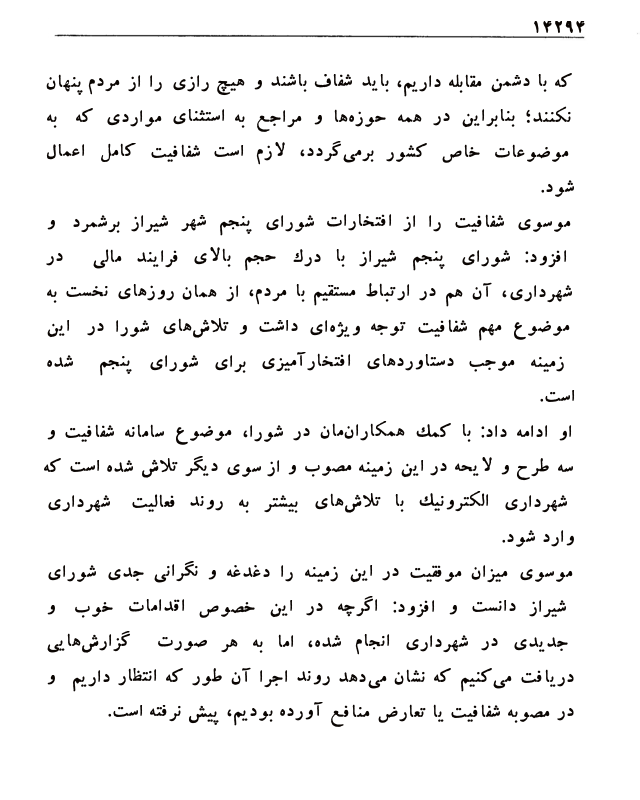 ۱۴۲۹۴
که با دشمن مقابله داریم، باید شفاف باشند و هیچ رازی را از مردم پنهان
نکنند؛ بنابراین در همه حوزه‌ها و مراجع به استثنای مواردی که به
موضوعات خاص کشور برمی‌گردد، لازم است شفافیت کامل اعمال
شود.
موسوی شفافیت را از افتخارات شورای پنجم شهر شیراز برشمرد و
افزود: شورای پنجم شیراز با درك حجم بالای فرایند مالی در
شهرداری، آن هم در ارتباط مستقیم با مردم، از همان روزهای نخست به
موضوع مهم شفافیت توجه ویژه‌ای داشت و تلاش‌های شورا در این
زمینه موجب دستاوردهای افتخارآمیزی برای شورای پنجم شده
است.
او ادامه داد: با کمك همکاران‌مان در شورا، موضوع سامانه شفافیت و
سه طرح و لایحه در این زمینه مصوب و از سوی دیگر تلاش شده است که
شهرداری الکترونیك با تلاش‌های بیشتر به روند فعالیت شهرداری
وارد شود.
موسوی میزان موفقیت در این زمینه را دغدغه و نگرانی جدی شورای
شیراز دانست و افزود: اگرچه در این خصوص اقدامات خوب و
جدیدی در شهرداری انجام شده، اما به هر صورت گزارش‌هایی
دریافت می‌کنیم که نشان می‌دهد روند اجرا آن طور که انتظار داریم و
در مصوبه شفافیت یا تعارض منافع آورده بودیم، پیش نرفته است.